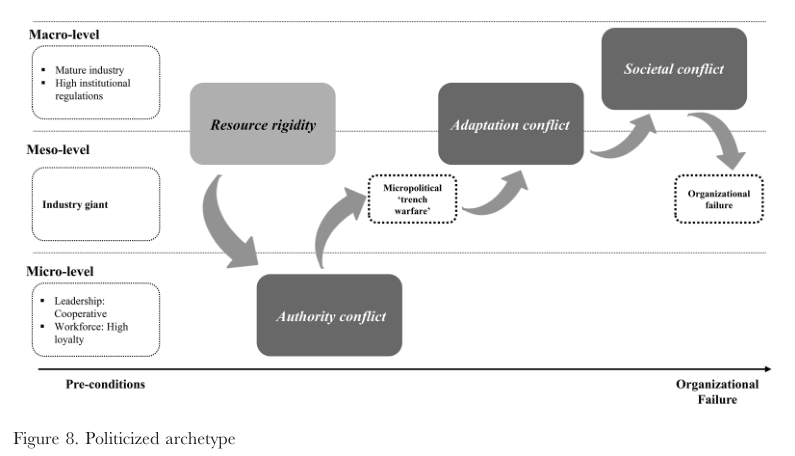 Macro-level
▪ Mature industry
▪ High institutional
regulations
Resource rigidity
Adaptation conflict
Societal conflict
Meso-level
Industry giant
Micropolitical
‘trench
warfare’
Organizational
failure
Micro-level
▪ Leadership:
Cooperative
▪ Workforce: High
loyalty
Authority conflict
Pre-conditions
Organizational
Failure
Figure 8. Politicized archetype